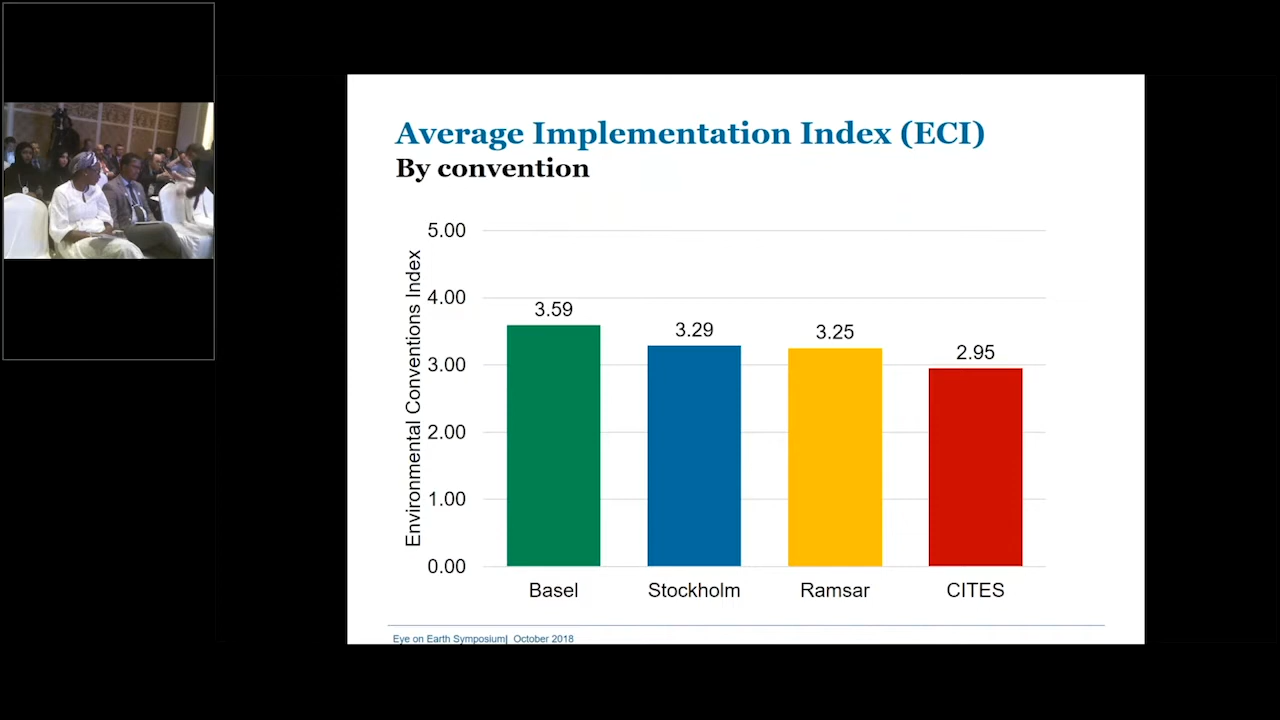 Average Implementation Index (ECI)
By convention
Environmental Conventions Index
5.00
4.00
3.00
2.00
1.00
0.00
3.59
3.29
3.25
2.95
Basel
Stockholm
Ramsar
CITES
Eye on Earth Symposium| October 2018